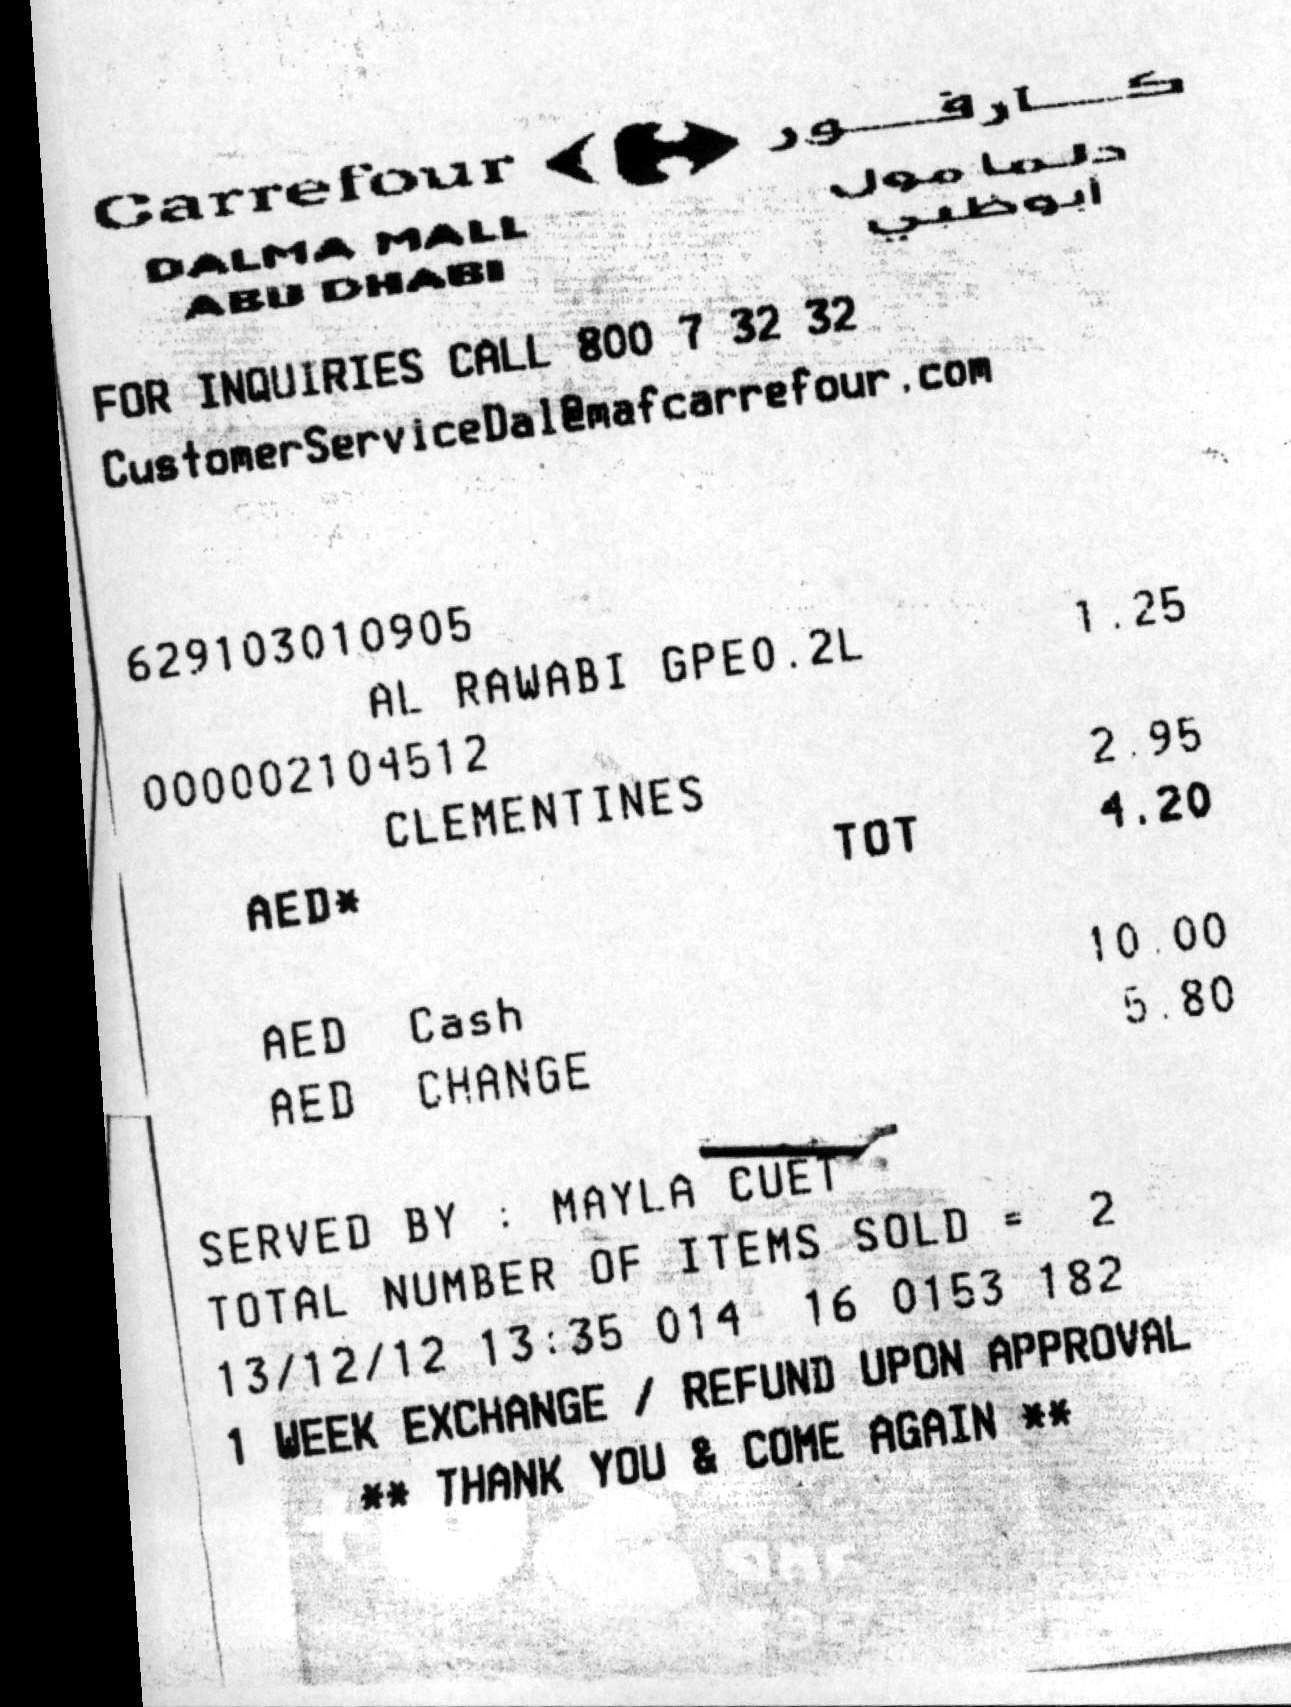 Carrefour كارفور
DALMA MALL دلما مول
ABU DHABI ابوظبي
FOR INQUIRIES CALL 800 7 32 32
CustomerServiceDal@mafcarrefour.com
629103010905
AL RAWABI GPE0.2L 1.25
000002104512
CLEMENTINES 2.95
AED* TOT 4.20
AED Cash 10.00
AED CHANGE 5.80
SERVED BY : MAYLA CUET
TOTAL NUMBER OF ITEMS SOLD = 2
13/12/12 13:35 014 16 0153 182
1 WEEK EXCHANGE / REFUND UPON APPROVAL
** THANK YOU & COME AGAIN **